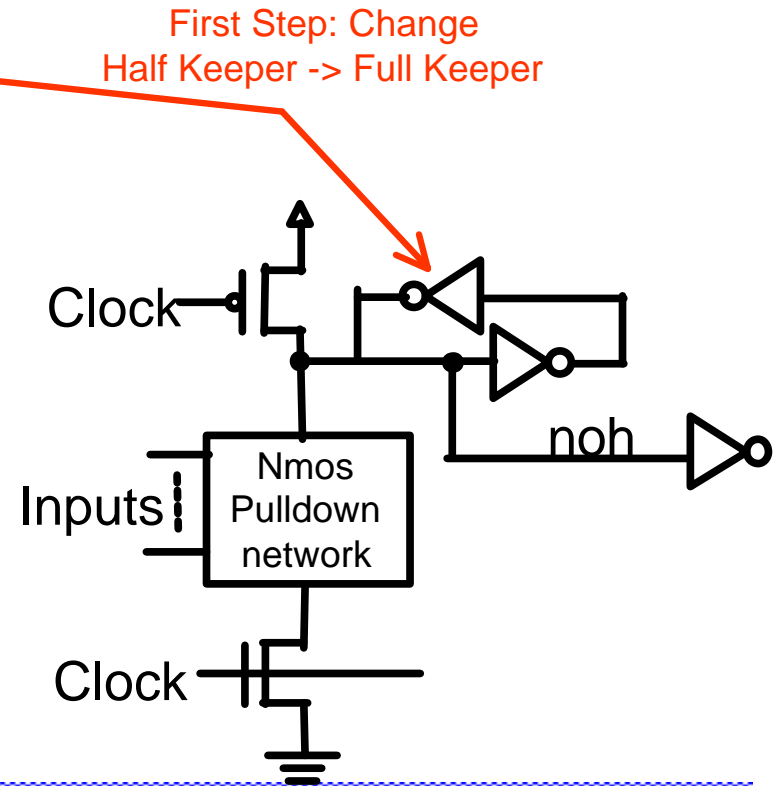 First Step: Change
Half Keeper -> Full Keeper
Clock
noh
Inputs
Nmos
Pulldown
network
Clock